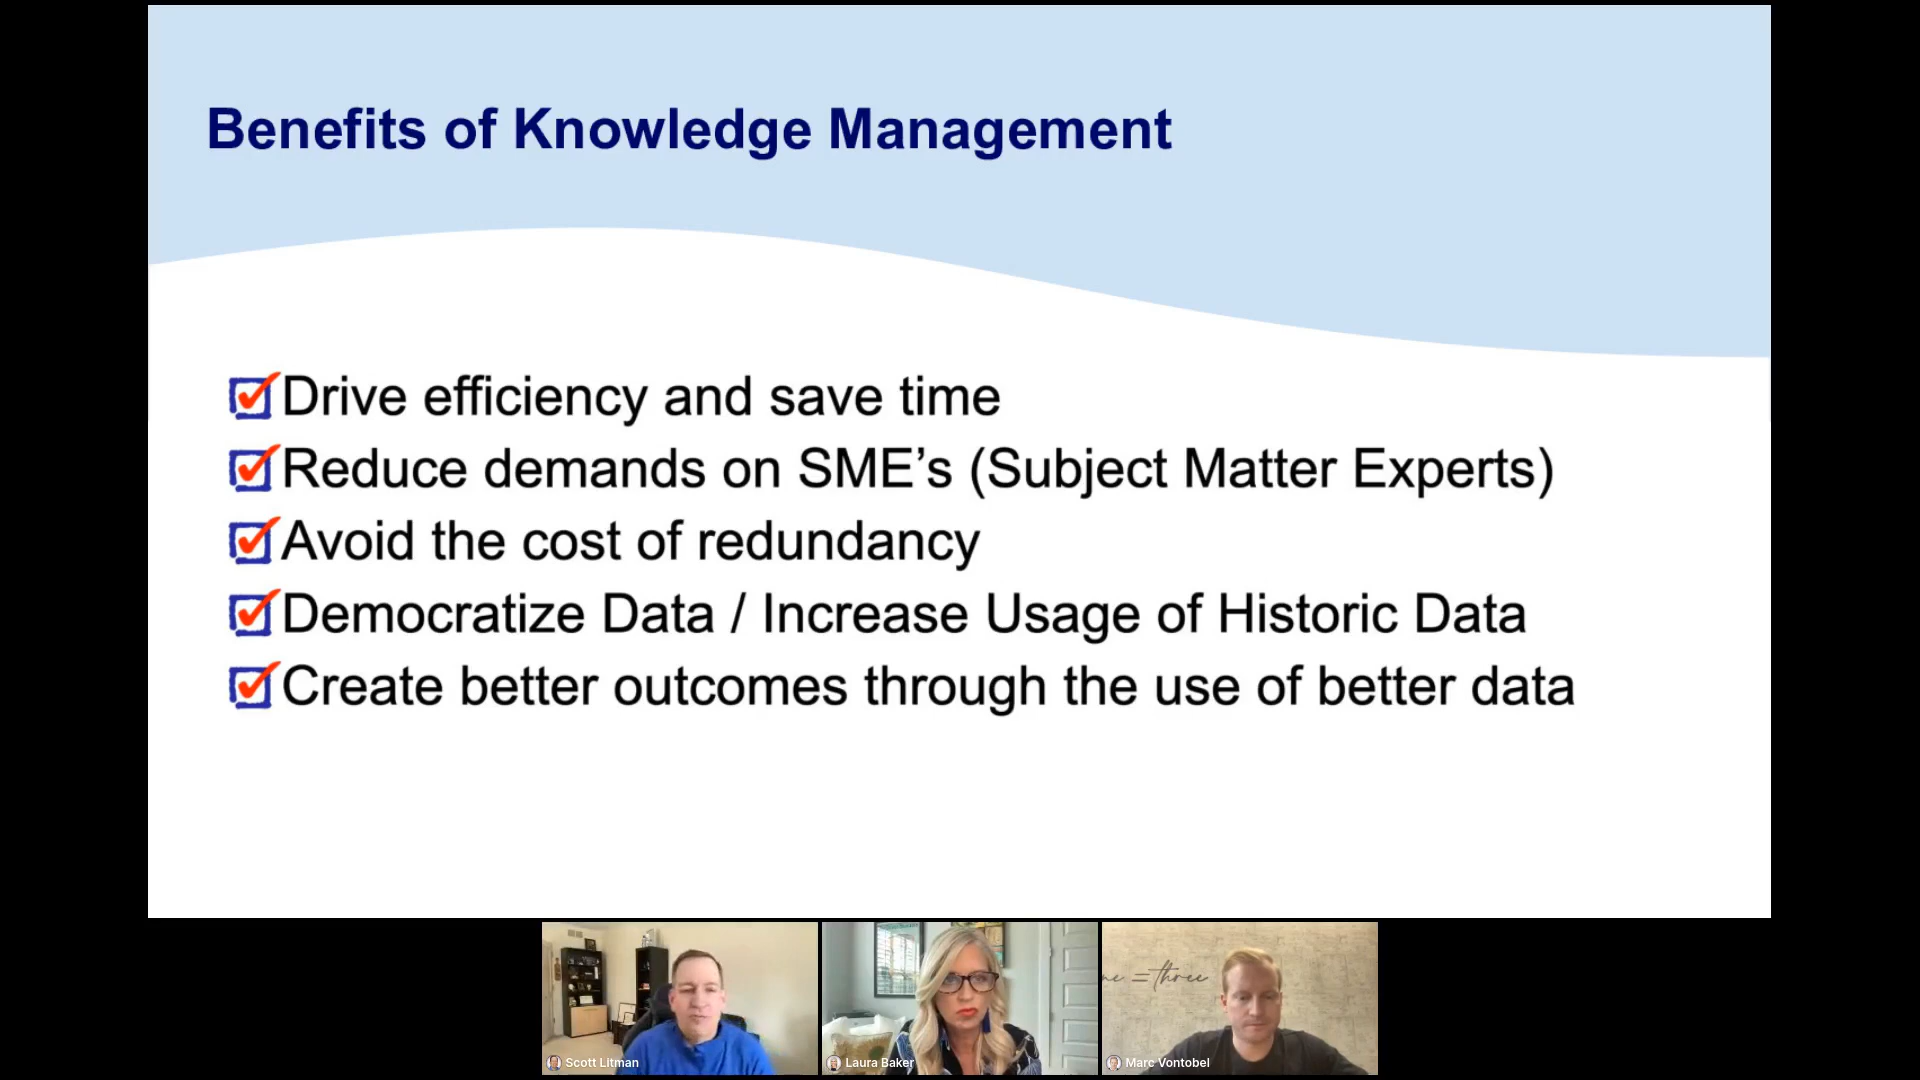 Benefits of Knowledge Management
Drive efficiency and save time
Reduce demands on SME’s (Subject Matter Experts)
Avoid the cost of redundancy
Democratize Data / Increase Usage of Historic Data
Create better outcomes through the use of better data
=three
Scott Litman
Laura Baker
Marc Vontobel